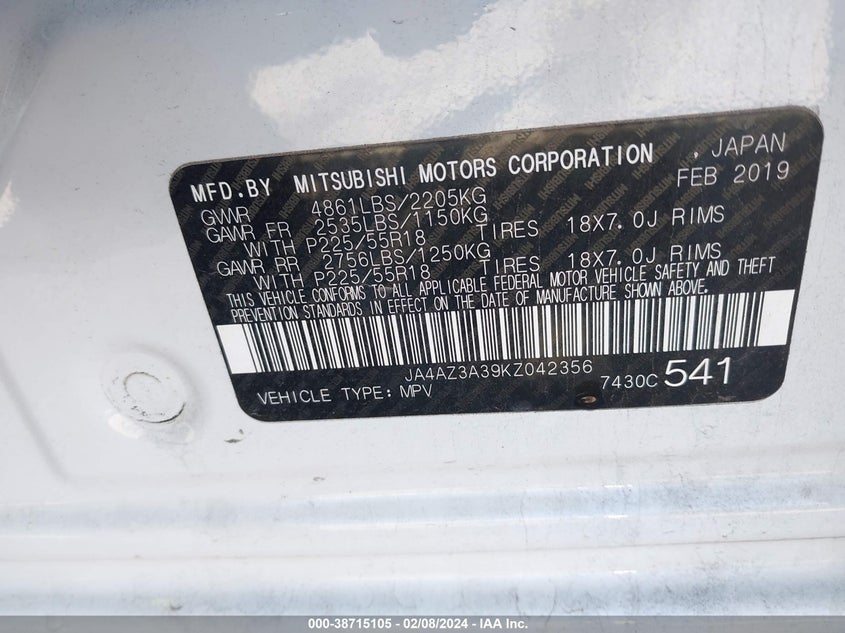 MFD.BY MITSUBISHI MOTORS CORPORATION , JAPAN
FEB 2019
GVWR 4861LBS/2205KG
GAWR FR 2535LBS/1150KG
WITH P225/55R18 TIRES 18X7.0J RIMS
GAWR RR 2756LBS/1250KG
WITH P225/55R18 TIRES 18X7.0J RIMS
THIS VEHICLE CONFORMS TO ALL APPLICABLE FEDERAL MOTOR VEHICLE SAFETY AND THEFT
PREVENTION STANDARDS IN EFFECT ON THE DATE OF MANUFACTURE SHOWN ABOVE.
JA4AZ3A39KZ042356
VEHICLE TYPE: MPV 7430C 541
000-38715105 - 02/08/2024 - IAA Inc.